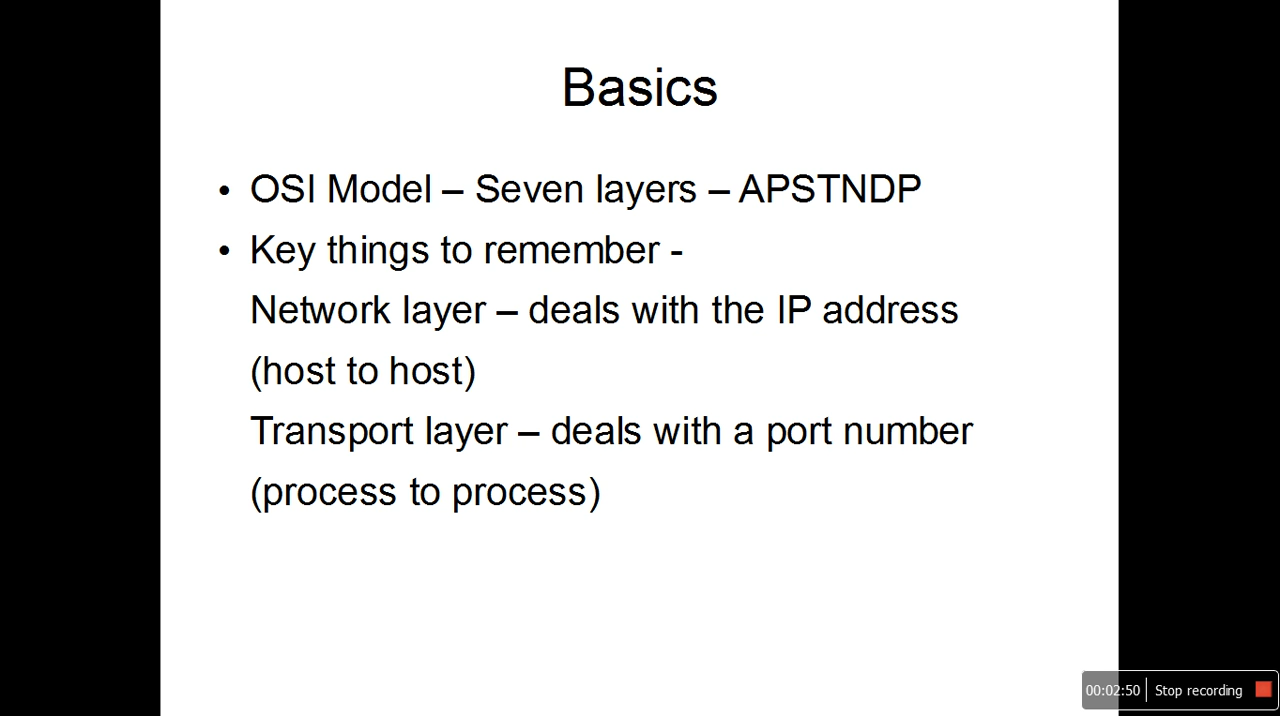 Basics
• OSI Model – Seven layers – APSTNDP
• Key things to remember -
Network layer – deals with the IP address
(host to host)
Transport layer – deals with a port number
(process to process)
00:02:50 Stop recording